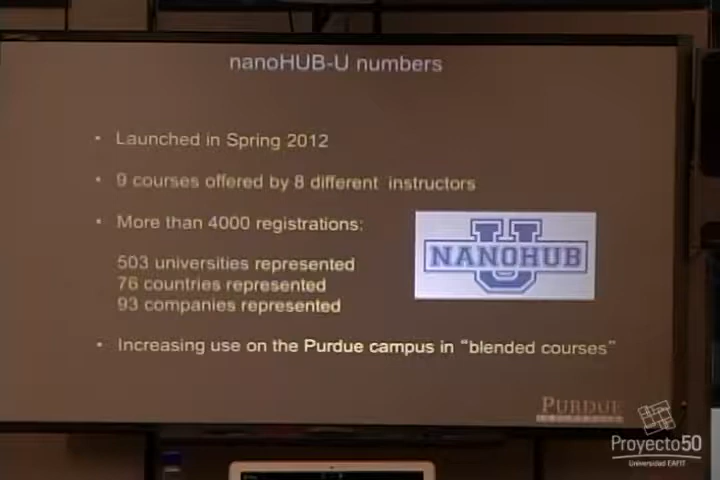 nanoHUB-U numbers
• Launched in Spring 2012
• 9 courses offered by 8 different instructors
• More than 4000 registrations:
503 universities represented
76 countries represented
93 companies represented
U
NANOHUB
• Increasing use on the Purdue campus in “blended courses”
PURDUE
Proyecto50
Universidad EAFIT